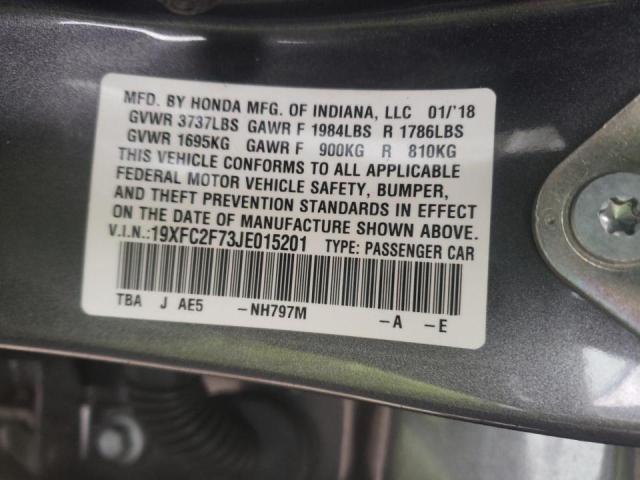 MFD. BY HONDA MFG. OF INDIANA, LLC 01/'18
GVWR 3737LBS GAWR F 1984LBS R 1786LBS
GVWR 1695KG GAWR F 900KG R 810KG
THIS VEHICLE CONFORMS TO ALL APPLICABLE
FEDERAL MOTOR VEHICLE SAFETY, BUMPER,
AND THEFT PREVENTION STANDARDS IN EFFECT
ON THE DATE OF MANUFACTURE SHOWN ABOVE.
V.I.N.:19XFC2F73JE015201 TYPE: PASSENGER CAR
TBA J AE5 -NH797M -A -E